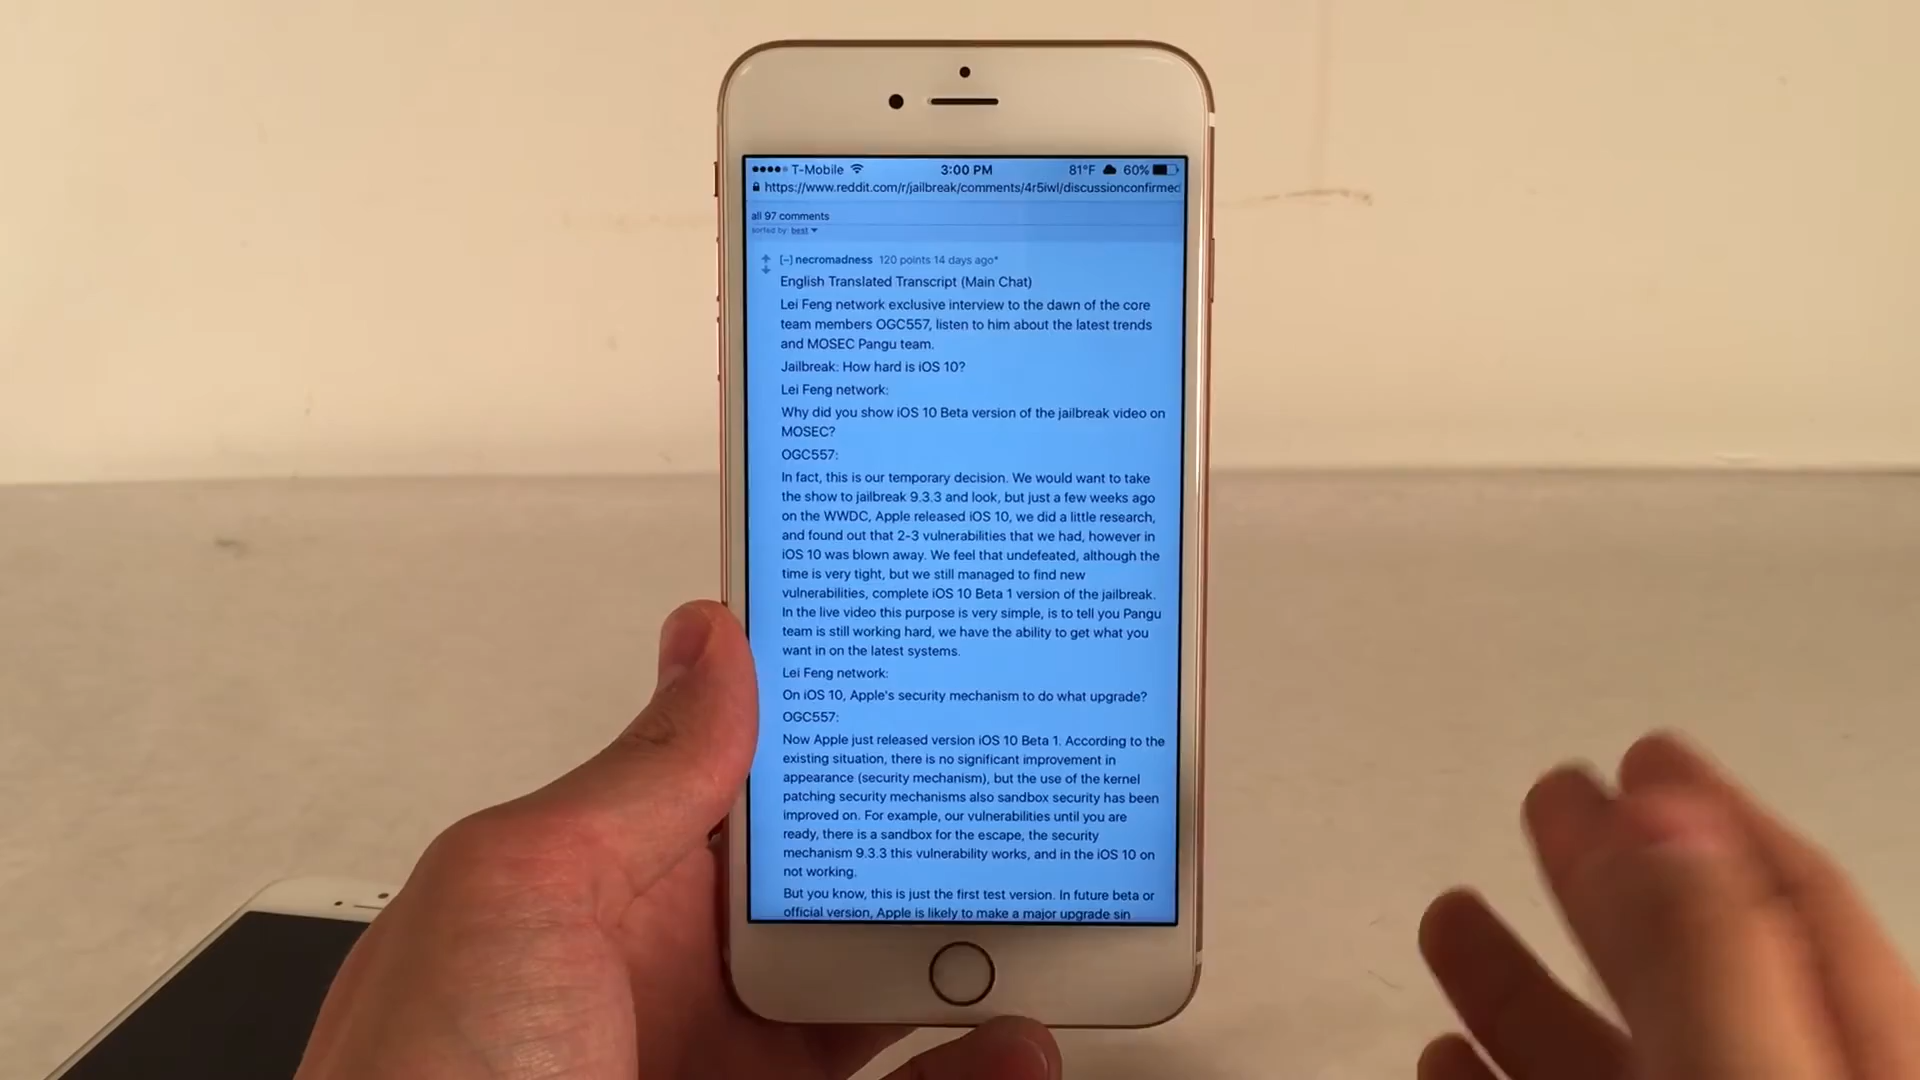 T-Mobile 3:00 PM 81°F 60%
https://www.reddit.com/r/jailbreak/comments/4r5iwl/discussionconfirmed
all 97 comments
sorted by: best
[–] necromadness 120 points 14 days ago*
English Translated Transcript (Main Chat)
Lei Feng network exclusive interview to the dawn of the core
team members OGC557, listen to him about the latest trends
and MOSEC Pangu team.
Jailbreak: How hard is iOS 10?
Lei Feng network:
Why did you show iOS 10 Beta version of the jailbreak video on
MOSEC?
OGC557:
In fact, this is our temporary decision. We would want to take
the show to jailbreak 9.3.3 and look, but just a few weeks ago
on the WWDC, Apple released iOS 10, we did a little research,
and found out that 2-3 vulnerabilities that we had, however in
iOS 10 was blown away. We feel that undefeated, although the
time is very tight, but we still managed to find new
vulnerabilities, complete iOS 10 Beta 1 version of the jailbreak.
In the live video this purpose is very simple, is to tell you Pangu
team is still working hard, we have the ability to get what you
want in on the latest systems.
Lei Feng network:
On iOS 10, Apple's security mechanism to do what upgrade?
OGC557:
Now Apple just released version iOS 10 Beta 1. According to the
existing situation, there is no significant improvement in
appearance (security mechanism), but the use of the kernel
patching security mechanisms also sandbox security has been
improved on. For example, our vulnerabilities until you are
ready, there is a sandbox for the escape, the security
mechanism 9.3.3 this vulnerability works, and in the iOS 10 on
not working.
But you know, this is just the first test version. In future beta or
official version, Apple is likely to make a major upgrade sin